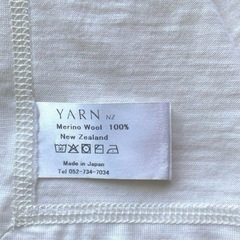 YARN NZ
Merino Wool 100%
New Zealand
Made in Japan
Tel 052-734-7034